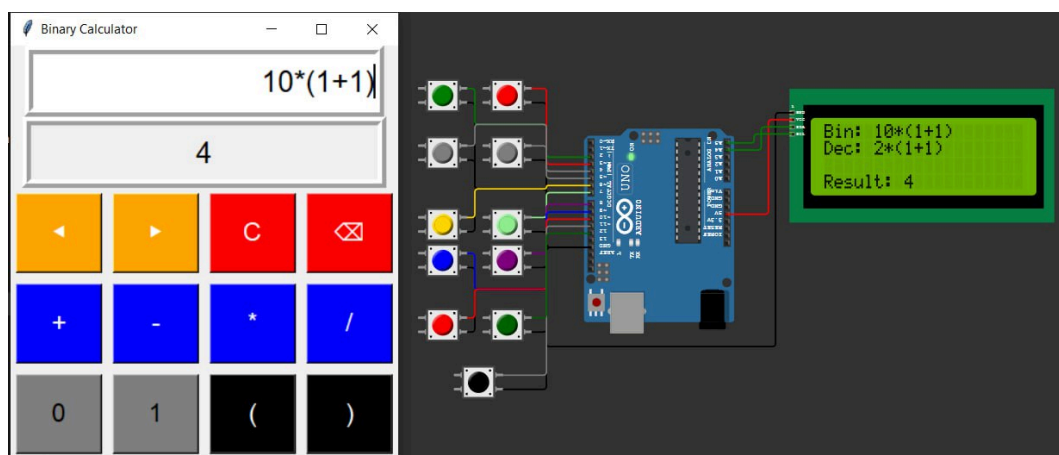 Binary Calculator
10*(1+1)
4
◄ ► C ⌫
+ - * /
0 1 ( )
UNO
ARDUINO
Bin: 10*(1+1)
Dec: 2*(1+1)
Result: 4